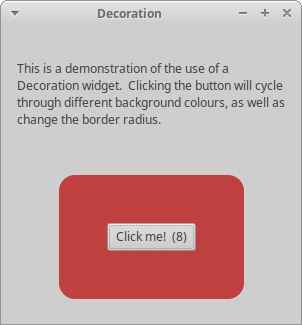 Decoration
This is a demonstration of the use of a
Decoration widget.  Clicking the button will cycle
through different background colours, as well as
change the border radius.
Click me!  (8)